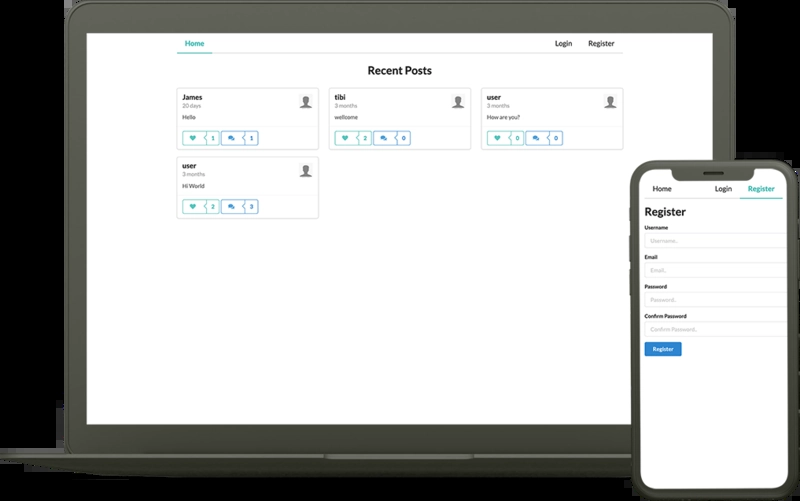 Home Login Register
Recent Posts
James
20 days
Hello
1 1
tibi
3 months
wellcome
2 0
user
3 months
How are you?
0 0
user
3 months
Hi World
2 3
Home Login Register
Register
Username
Username..
Email
Email..
Password
Password..
Confirm Password
Confirm Password..
Register